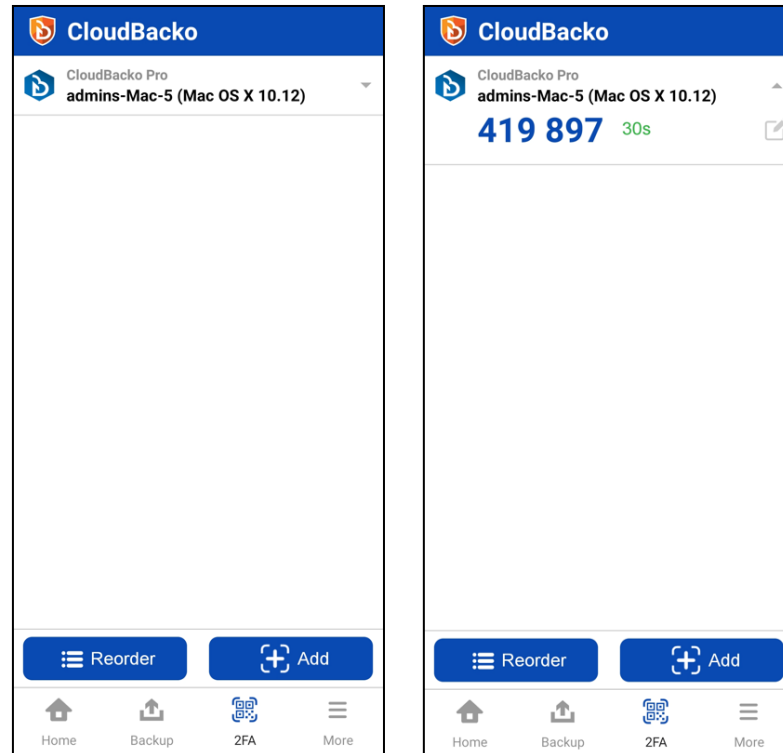 CloudBacko
CloudBacko Pro
admins-Mac-5 (Mac OS X 10.12)
Reorder
Add
Home
Backup
2FA
More
CloudBacko
CloudBacko Pro
admins-Mac-5 (Mac OS X 10.12)
419 897 30s
Reorder
Add
Home
Backup
2FA
More